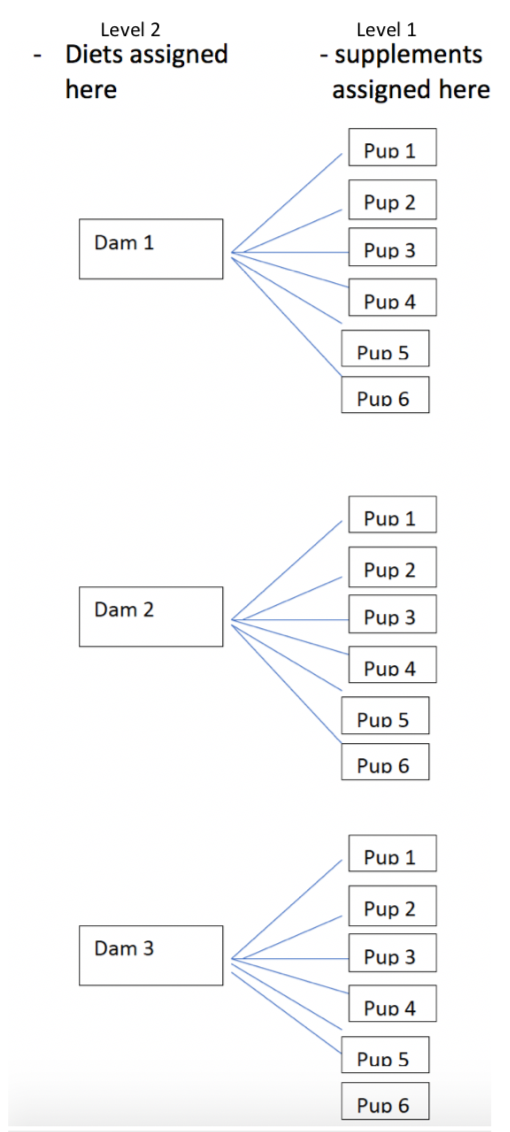 Level 2
Level 1
- Diets assigned here
- supplements assigned here
Dam 1
Pup 1
Pup 2
Pup 3
Pup 4
Pup 5
Pup 6
Dam 2
Pup 1
Pup 2
Pup 3
Pup 4
Pup 5
Pup 6
Dam 3
Pup 1
Pup 2
Pup 3
Pup 4
Pup 5
Pup 6